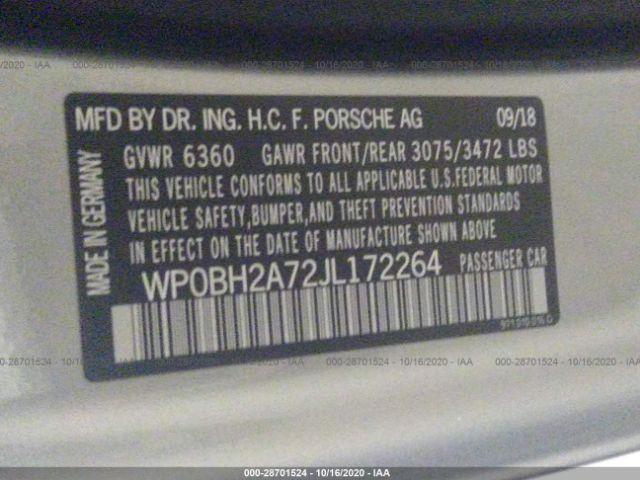 MFD BY DR. ING. H.C. F. PORSCHE AG 09/18
GVWR 6360 GAWR FRONT/REAR 3075/3472 LBS
THIS VEHICLE CONFORMS TO ALL APPLICABLE U.S.FEDERAL MOTOR
VEHICLE SAFETY,BUMPER,AND THEFT PREVENTION STANDARDS
IN EFFECT ON THE DATE OF MANUFACTURE SHOWN ABOVE
WP0BH2A72JL172264 PASSENGER CAR
MADE IN GERMANY
000-28701524 - 10/16/2020 - IAA